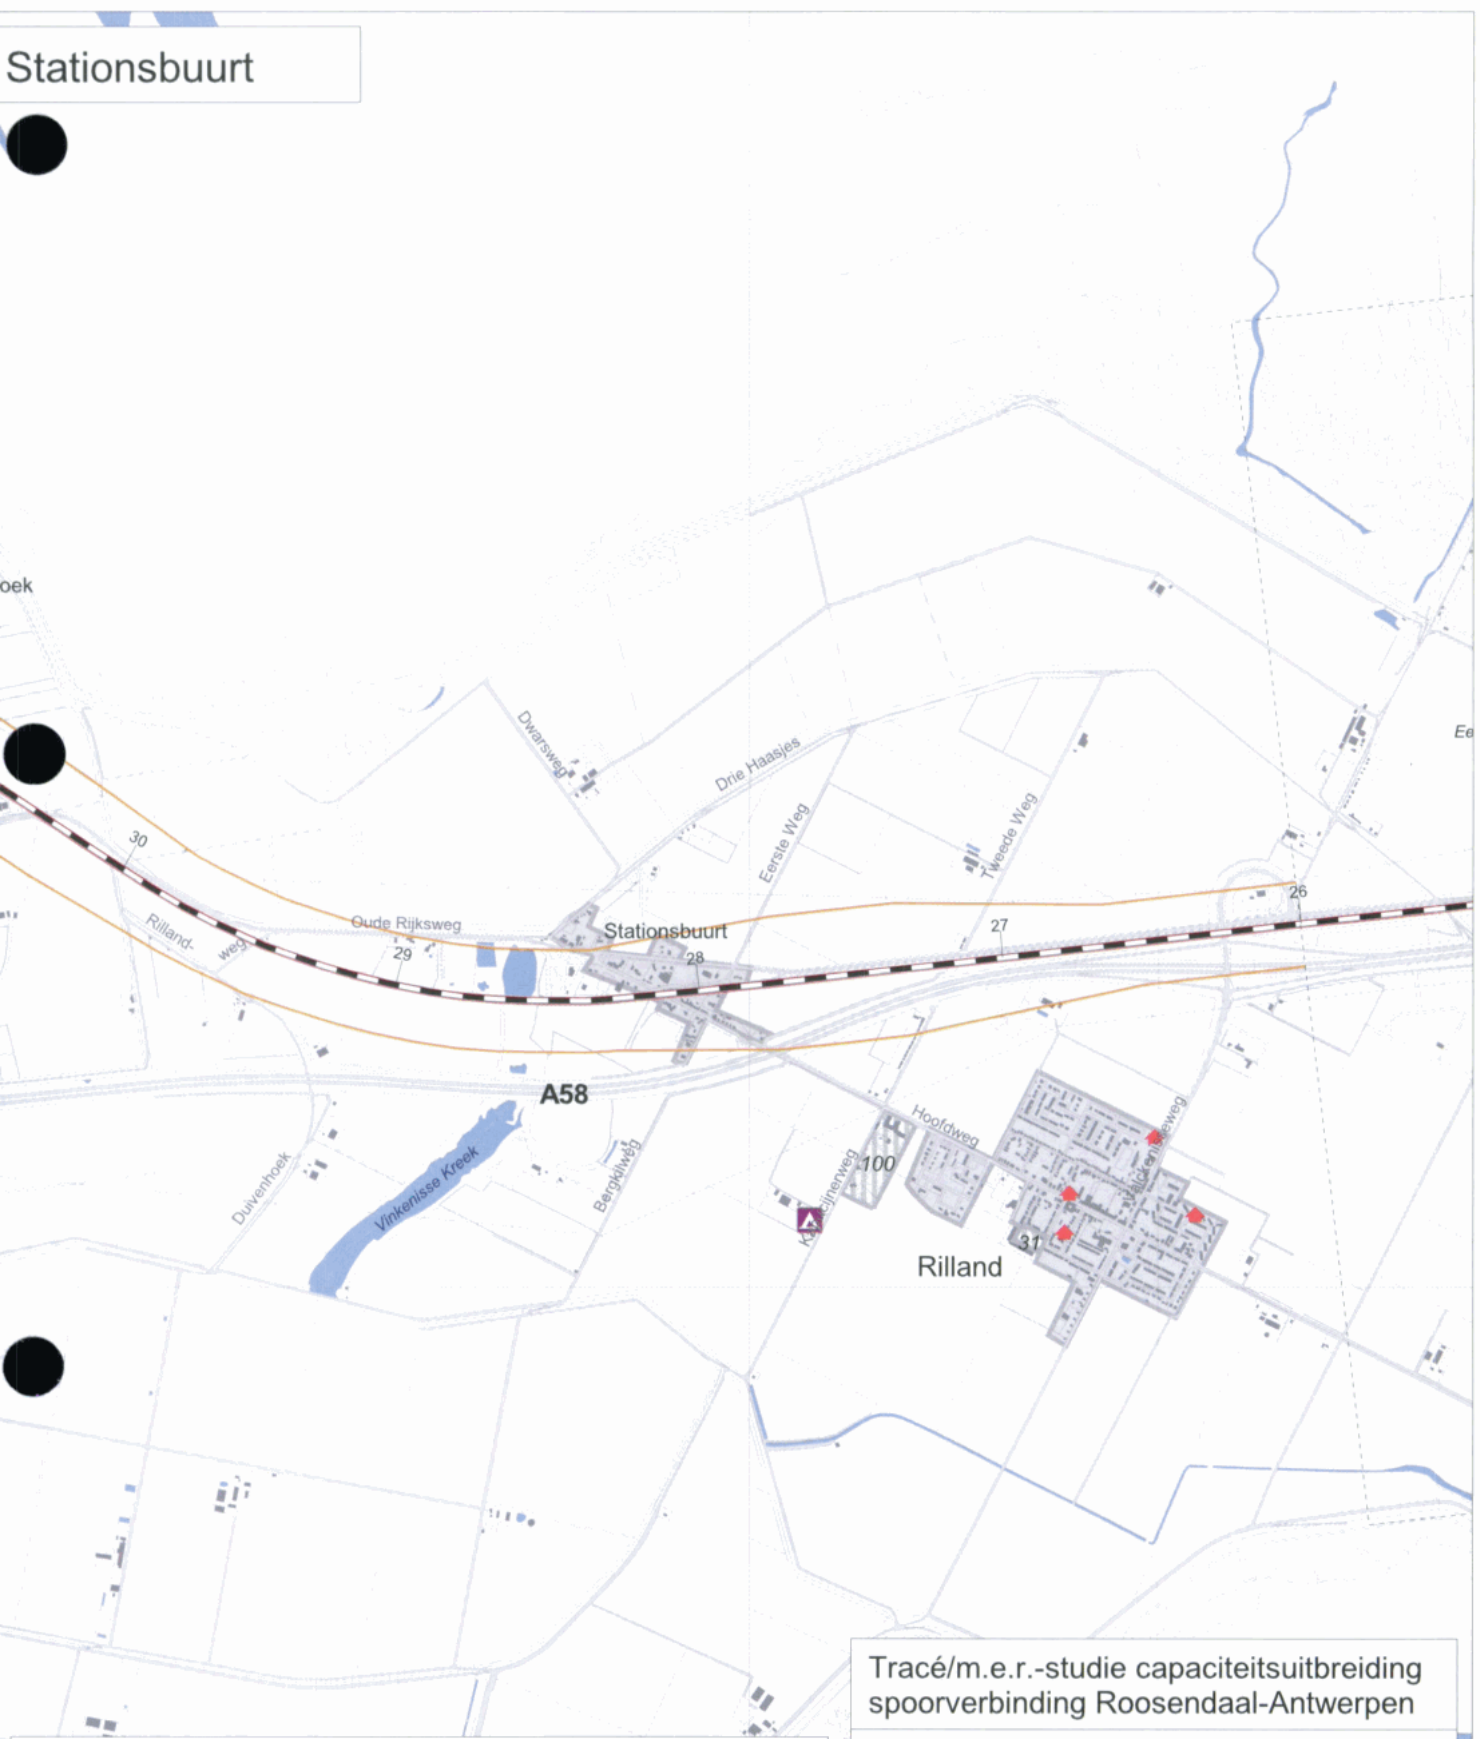 Stationsbuurt
oek
Dwarsweg
Drie Haasjes
Ee
Eerste Weg
Tweede Weg
30
Rilland-
weg
Oude Rijksweg
29
Stationsbuurt
28
27
26
A58
Hoofdweg
100
Duivenhoek
Vinkenisse Kreek
Bergkilweg
31
Rilland
Tracé/m.e.r.-studie capaciteitsuitbreiding
spoorverbinding Roosendaal-Antwerpen